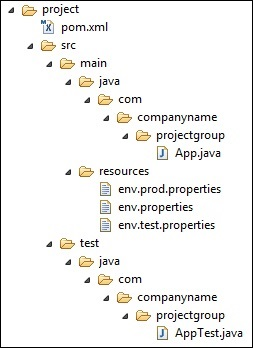 project
pom.xml
src
main
java
com
companyname
projectgroup
App.java
resources
env.prod.properties
env.properties
env.test.properties
test
java
com
companyname
projectgroup
AppTest.java